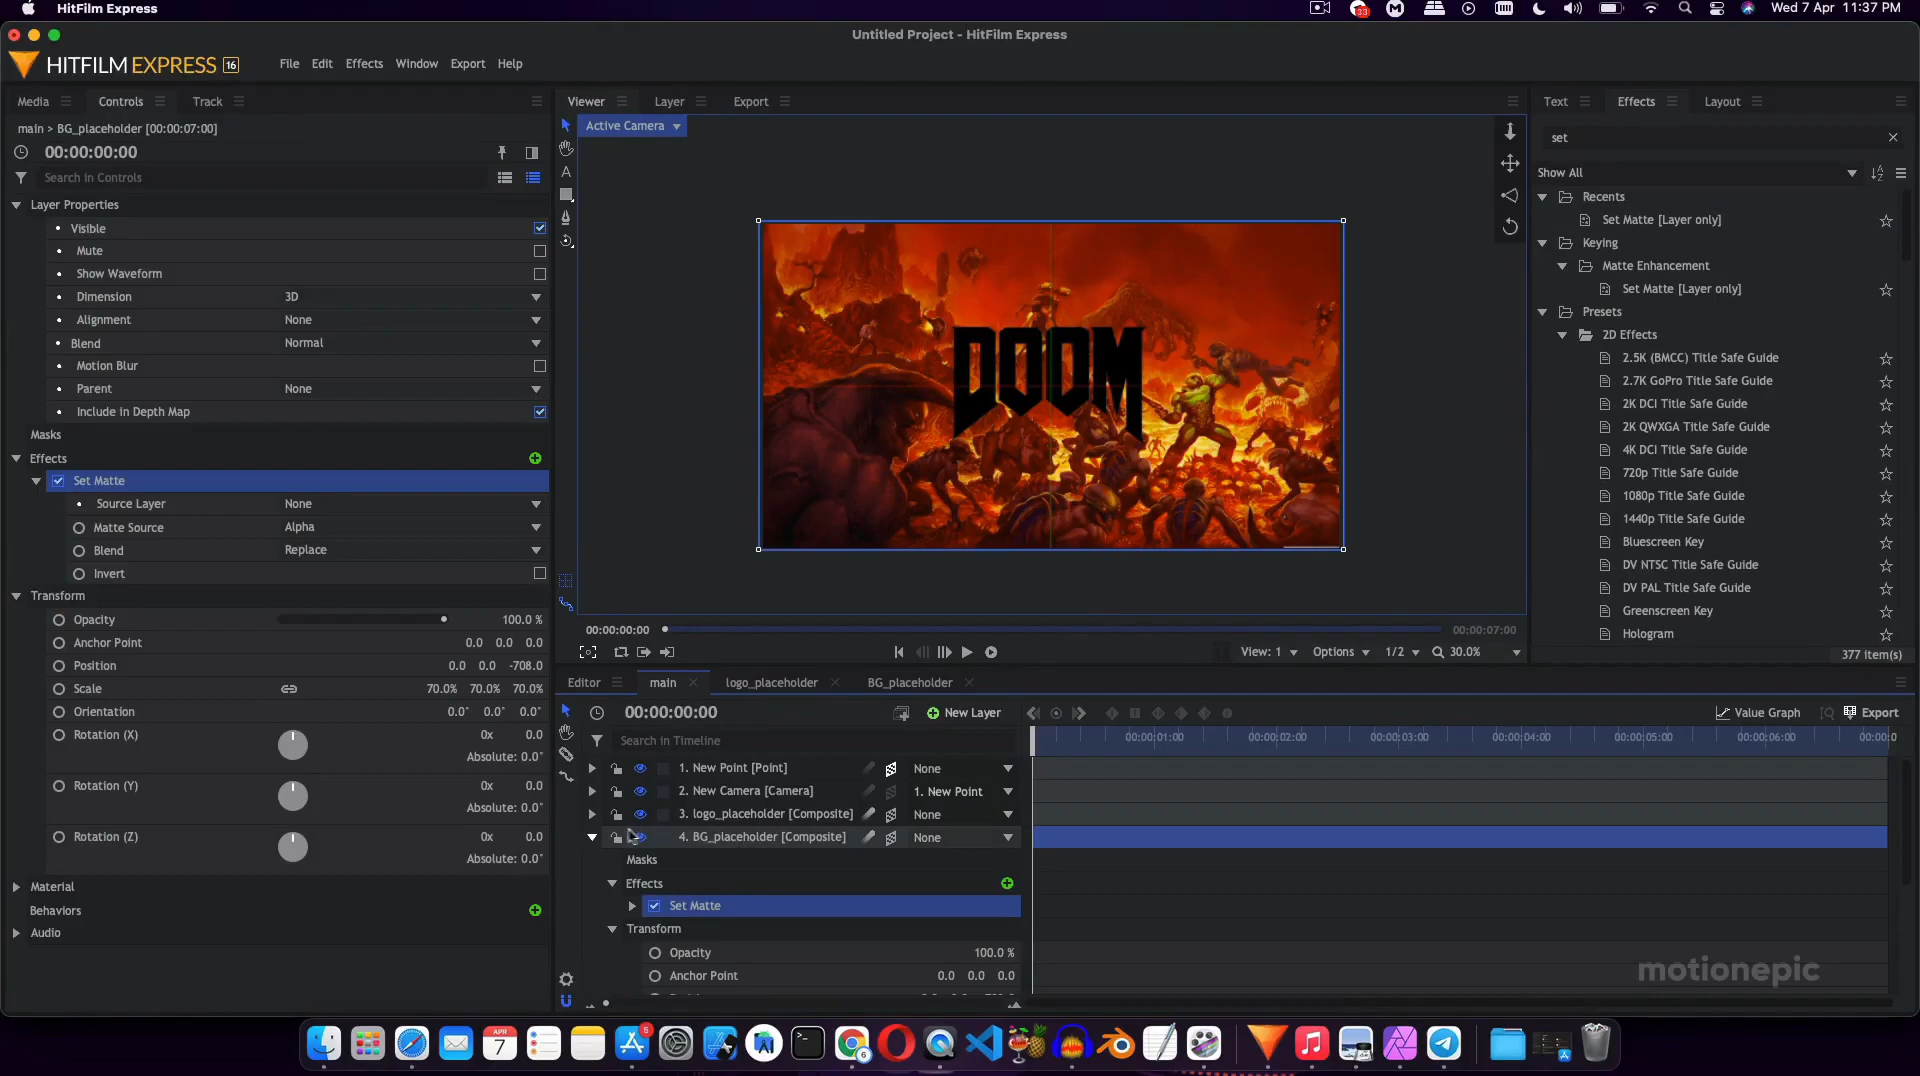 HitFilm Express
33
Wed 7 Apr 11:37 PM
Untitled Project - HitFilm Express
HITFILM EXPRESS 16
File Edit Effects Window Export Help
Media Controls Track
main > BG_placeholder [00:00:07:00]
00:00:00:00
Search in Controls
Layer Properties
Visible
Mute
Show Waveform
Dimension 3D
Alignment None
Blend Normal
Motion Blur
Parent None
Include in Depth Map
Masks
Effects
Set Matte
Source Layer None
Matte Source Alpha
Blend Replace
Invert
Transform
Opacity 100.0 %
Anchor Point 0.0 0.0 0.0
Position 0.0 0.0 -708.0
Scale 70.0% 70.0% 70.0%
Orientation 0.0° 0.0° 0.0°
Rotation (X) 0x 0.0
Absolute: 0.0°
Rotation (Y) 0x 0.0
Absolute: 0.0°
Rotation (Z) 0x 0.0
Absolute: 0.0°
Material
Behaviors
Audio
Viewer Layer Export
Active Camera
DOOM
00:00:00:00 00:00:07:00
View: 1 Options 1/2 30.0%
Text Effects Layout
set
Show All
Recents
Set Matte [Layer only]
Keying
Matte Enhancement
Set Matte [Layer only]
Presets
2D Effects
2.5K (BMCC) Title Safe Guide
2.7K GoPro Title Safe Guide
2K DCI Title Safe Guide
2K QWXGA Title Safe Guide
4K DCI Title Safe Guide
720p Title Safe Guide
1080p Title Safe Guide
1440p Title Safe Guide
Bluescreen Key
DV NTSC Title Safe Guide
DV PAL Title Safe Guide
Greenscreen Key
Hologram
377 item(s)
Editor main logo_placeholder BG_placeholder
00:00:00:00 New Layer Value Graph Export
Search in Timeline
00:00:01:00 00:00:02:00 00:00:03:00 00:00:04:00 00:00:05:00 00:00:06:00 00:00:0
1. New Point [Point] None
2. New Camera [Camera] 1. New Point
3. logo_placeholder [Composite] None
4. BG_placeholder [Composite] None
Masks
Effects
Set Matte
Transform
Opacity 100.0 %
Anchor Point 0.0 0.0 0.0
motionepic
APR
7
5
6